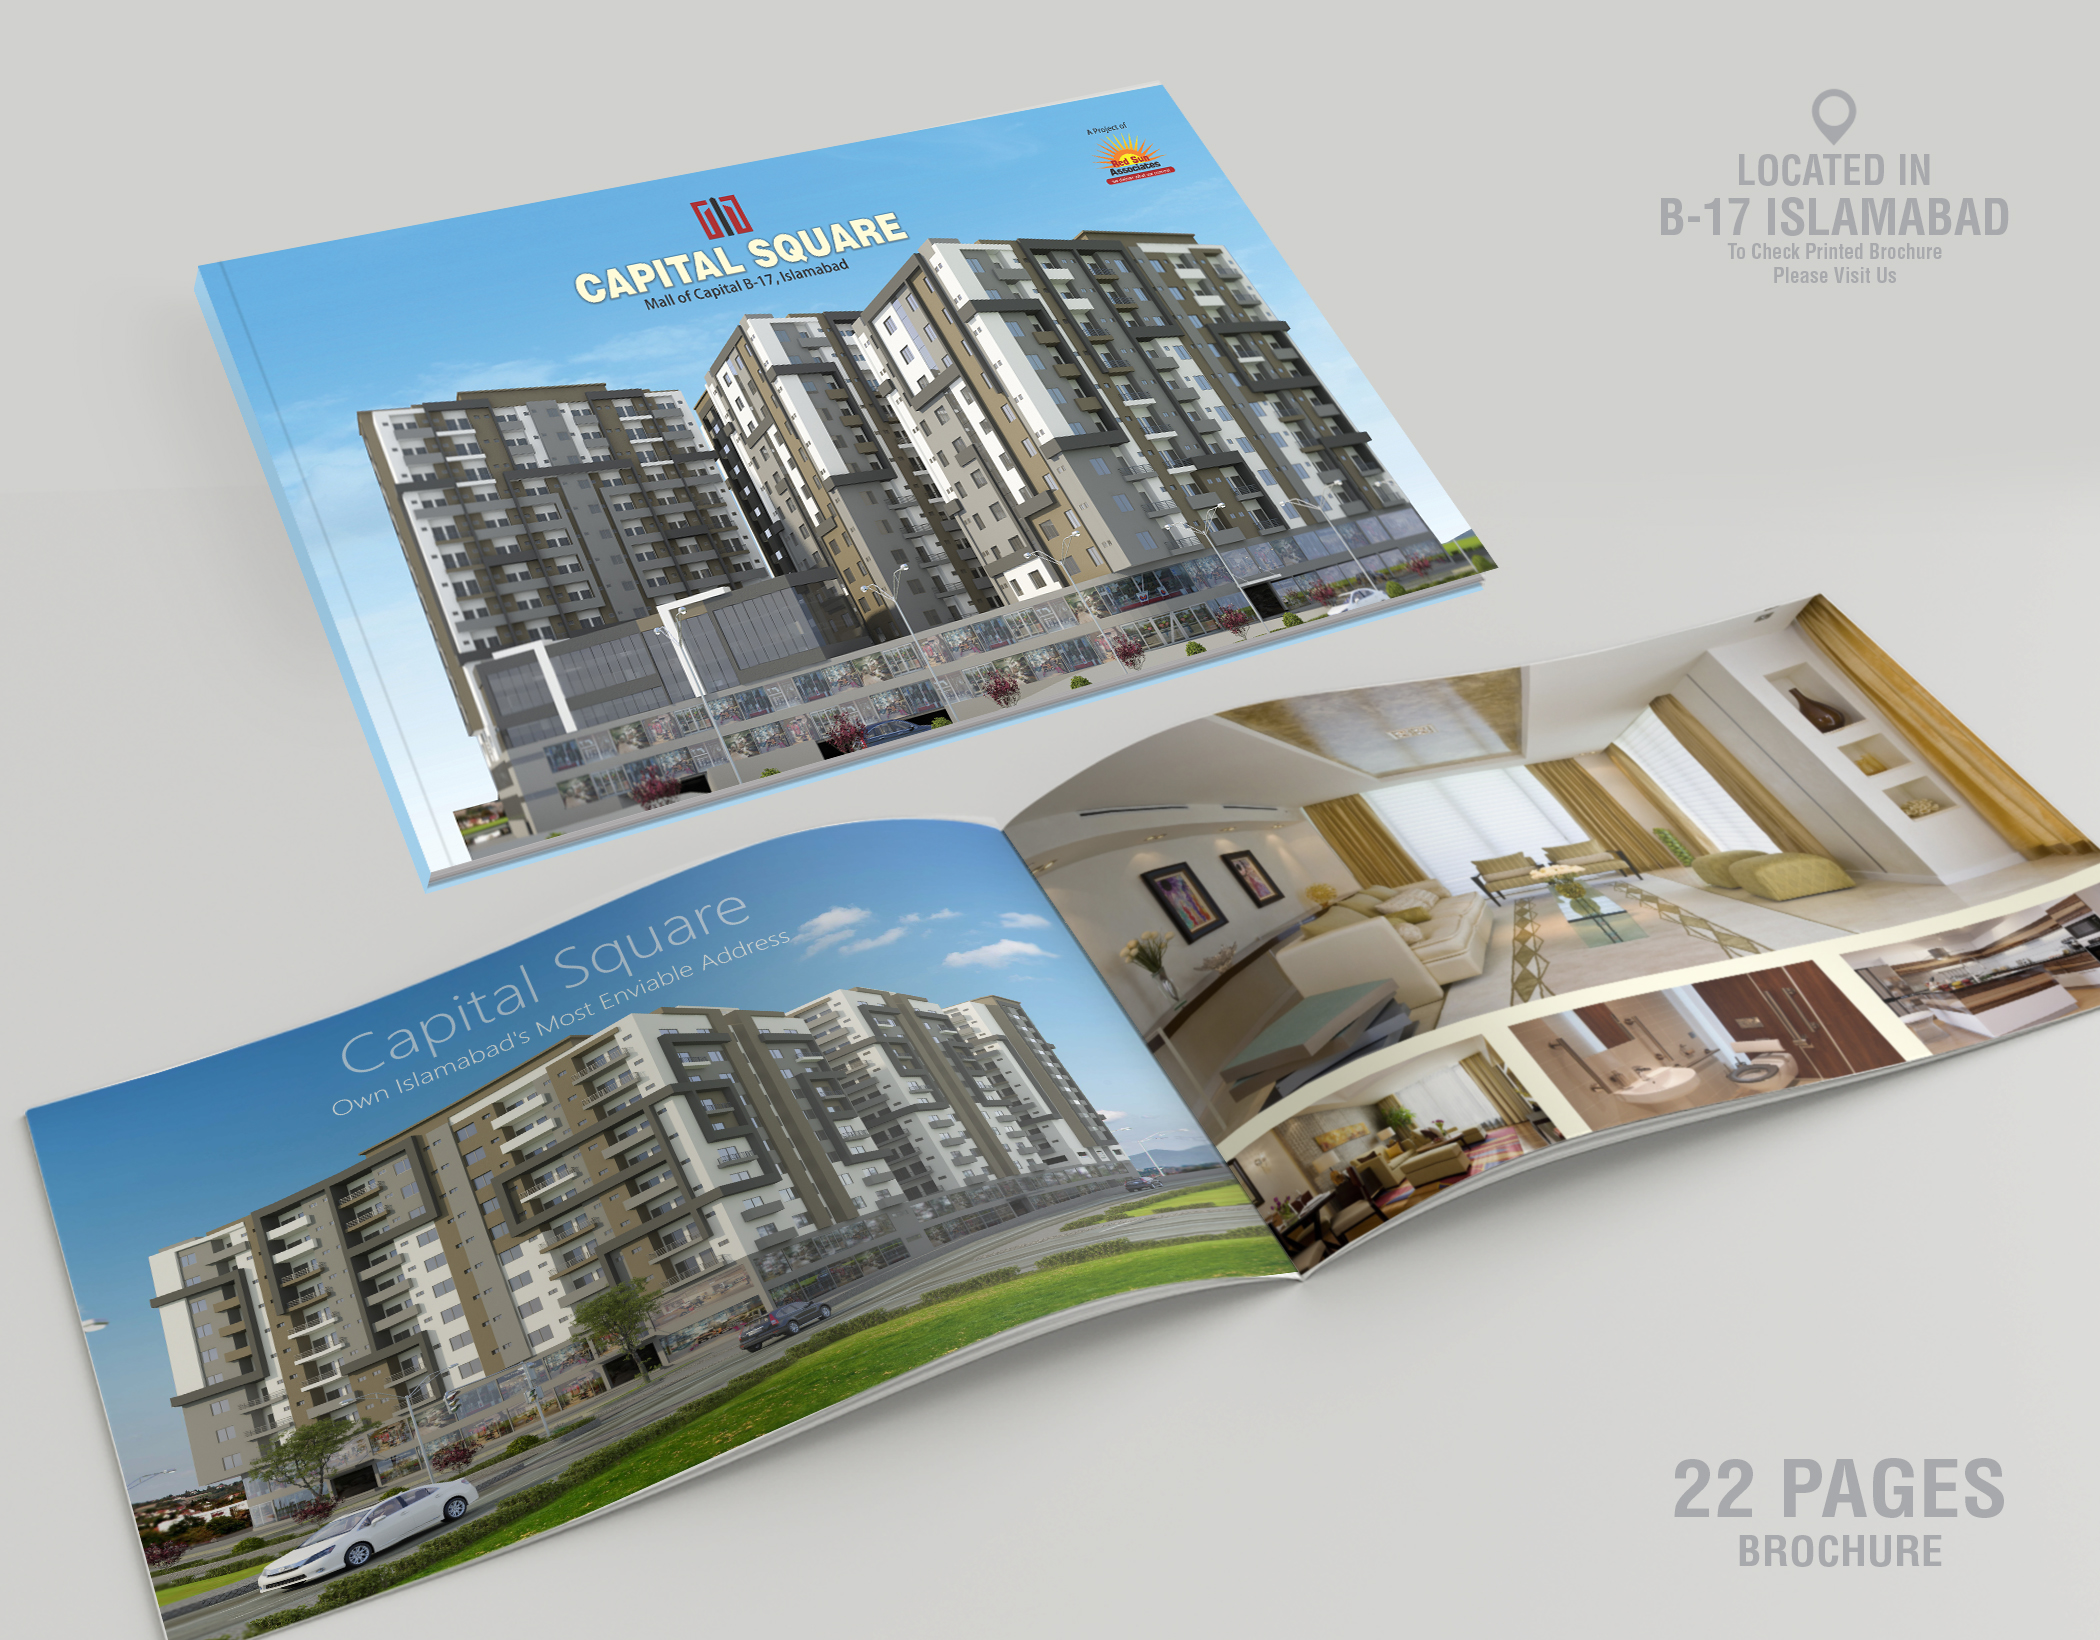 A Project of
Red Sun
Associates
CAPITAL SQUARE
Mall of Capital B-17, Islamabad
LOCATED IN
B-17 ISLAMABAD
To Check Printed Brochure
Please Visit Us
Capital Square
Own Islamabad's Most Enviable Address
22 PAGES
BROCHURE